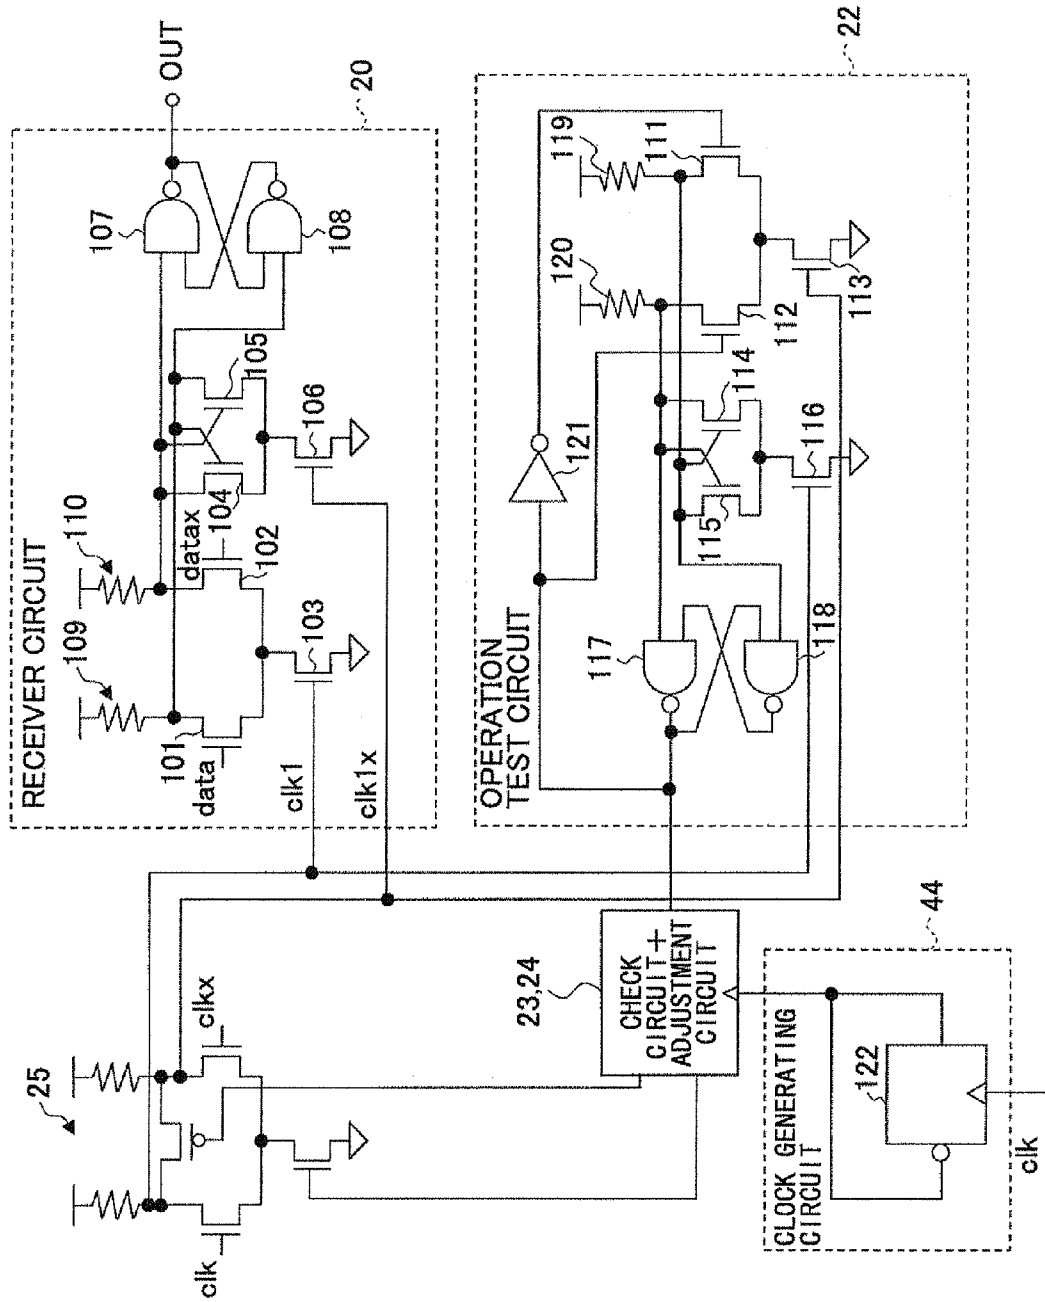 OUT
20
RECEIVER CIRCUIT
107
108
105
106
104
datax
102
110
109
103
101
data
clk1
clk1x
22
OPERATION
TEST CIRCUIT
119
111
120
112
113
114
116
121
115
117
118
25
clkx
clk
23,24
CHECK
CIRCUIT+
ADJUSTMENT
CIRCUIT
44
CLOCK GENERATING
CIRCUIT
122
clk